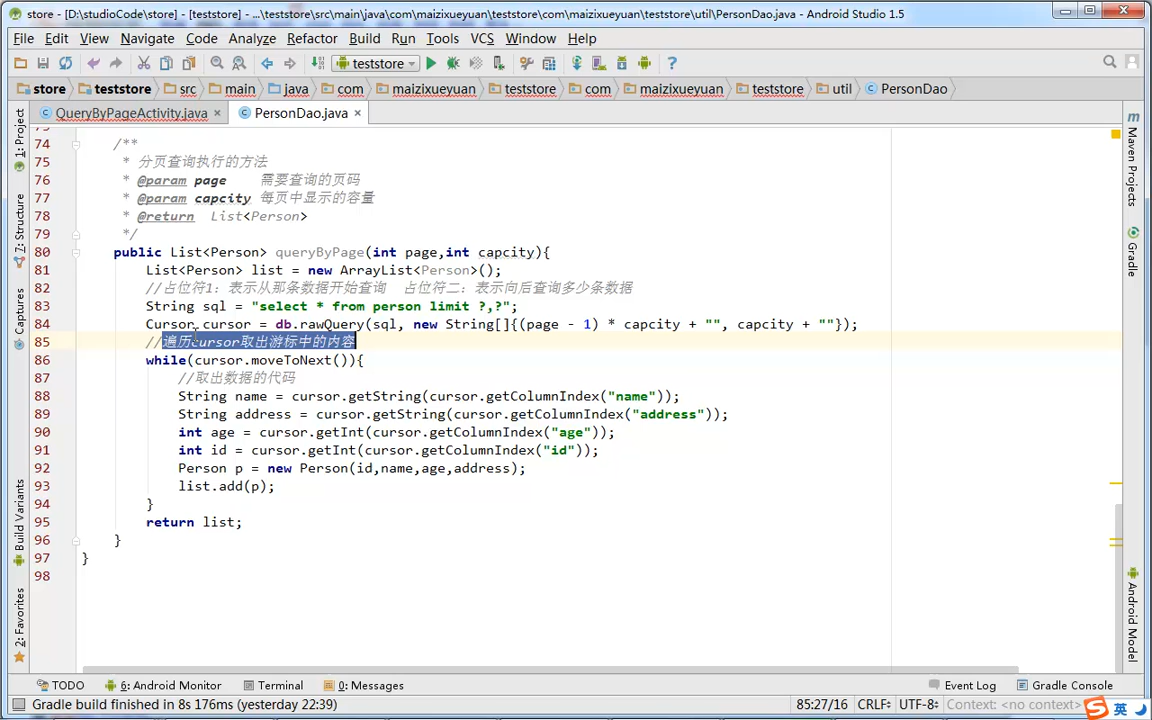 store - [D:\studioCode\store] - [teststore] - ...\teststore\src\main\java\com\maizixueyuan\teststore\com\maizixueyuan\teststore\util\PersonDao.java - Android Studio 1.5
File Edit View Navigate Code Analyze Refactor Build Run Tools VCS Window Help
teststore
store teststore src main java com maizixueyuan teststore com maizixueyuan teststore util PersonDao
QueryByPageActivity.java × PersonDao.java ×
74 /**
75 * 分页查询执行的方法
76 * @param page 需要查询的页码
77 * @param capcity 每页中显示的容量
78 * @return List<Person>
79 */
80 public List<Person> queryByPage(int page,int capcity){
81 List<Person> list = new ArrayList<Person>();
82 //占位符1：表示从那条数据开始查询 占位符二：表示向后查询多少条数据
83 String sql = "select * from person limit ?,?";
84 Cursor cursor = db.rawQuery(sql, new String[]{(page - 1) * capcity + "", capcity + ""});
85 //遍历cursor取出游标中的内容
86 while(cursor.moveToNext()){
87 //取出数据的代码
88 String name = cursor.getString(cursor.getColumnIndex("name"));
89 String address = cursor.getString(cursor.getColumnIndex("address"));
90 int age = cursor.getInt(cursor.getColumnIndex("age"));
91 int id = cursor.getInt(cursor.getColumnIndex("id"));
92 Person p = new Person(id,name,age,address);
93 list.add(p);
94 }
95 return list;
96 }
97 }
98
1: Project
7: Structure
Captures
Build Variants
2: Favorites
m
Maven Projects
Gradle
Android Model
TODO 6: Android Monitor Terminal 0: Messages Event Log Gradle Console
Gradle build finished in 8s 176ms (yesterday 22:39) 85:27/16 CRLF UTF-8 Context: <no context>
S 英